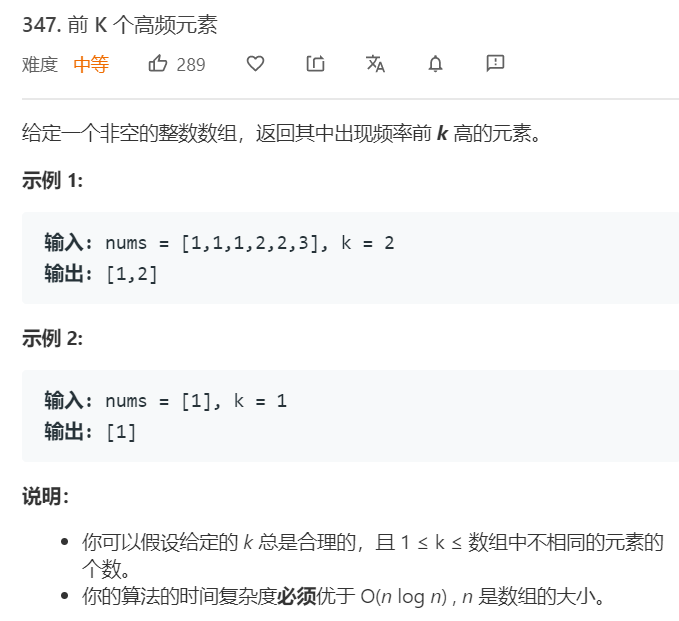 347. 前 K 个高频元素
难度 中等 289
给定一个非空的整数数组，返回其中出现频率前 k 高的元素。
示例 1:
输入: nums = [1,1,1,2,2,3], k = 2
输出: [1,2]
示例 2:
输入: nums = [1], k = 1
输出: [1]
说明：
你可以假设给定的 k 总是合理的，且 1 ≤ k ≤ 数组中不相同的元素的
个数。
你的算法的时间复杂度必须优于 O(n log n) , n 是数组的大小。